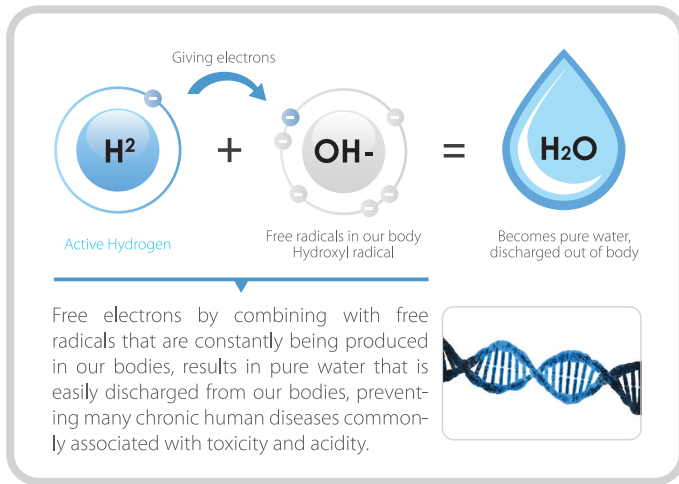 Giving electrons
H²
+
OH-
=
H₂O
Active Hydrogen
Free radicals in our body
Hydroxyl radical
Becomes pure water,
discharged out of body
Free electrons by combining with free
radicals that are constantly being produced
in our bodies, results in pure water that is
easily discharged from our bodies, prevent-
ing many chronic human diseases common-
ly associated with toxicity and acidity.